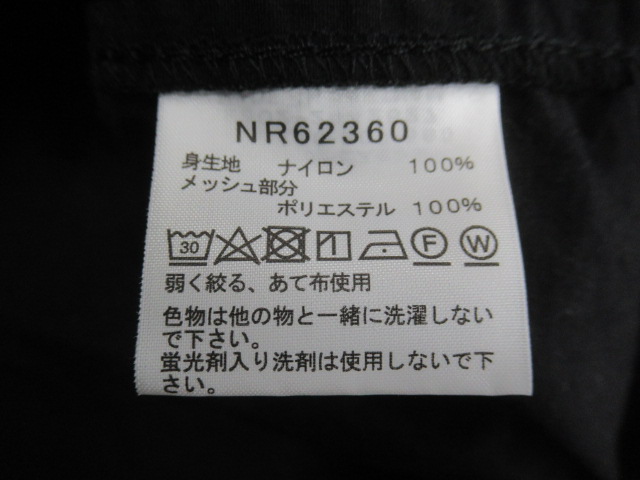 NR62360
身生地 ナイロン 100%
メッシュ部分
ポリエステル 100%
30 F W
弱く絞る、あて布使用
色物は他の物と一緒に洗濯しない
で下さい。
蛍光剤入り洗剤は使用しないで下
さい。